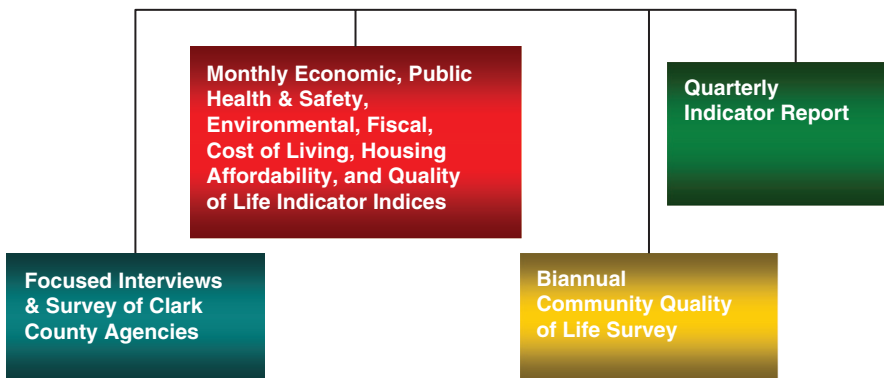 Monthly Economic, Public
Health & Safety,
Environmental, Fiscal,
Cost of Living, Housing
Affordability, and Quality
of Life Indicator Indices
Quarterly
Indicator Report
Focused Interviews
& Survey of Clark
County Agencies
Biannual
Community Quality
of Life Survey